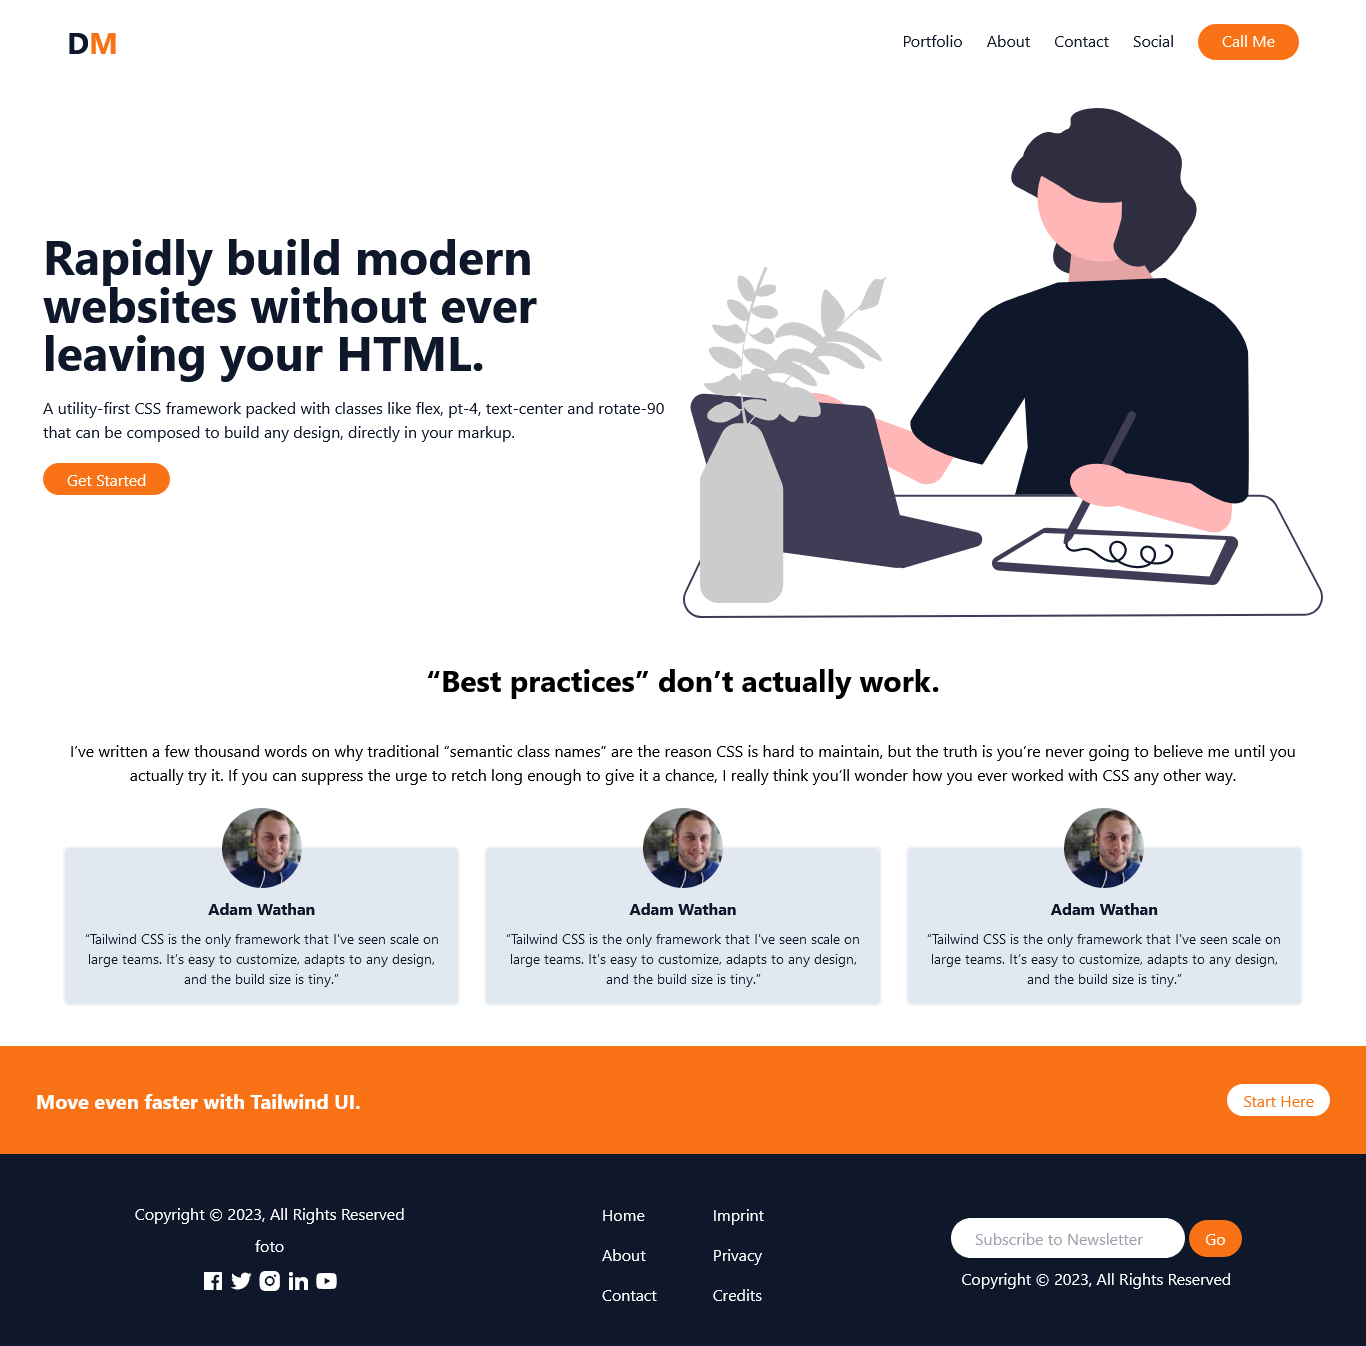 DM
Portfolio About Contact Social Call Me
Rapidly build modern
websites without ever
leaving your HTML.
A utility-first CSS framework packed with classes like flex, pt-4, text-center and rotate-90
that can be composed to build any design, directly in your markup.
Get Started
“Best practices” don’t actually work.
I’ve written a few thousand words on why traditional “semantic class names” are the reason CSS is hard to maintain, but the truth is you’re never going to believe me until you
actually try it. If you can suppress the urge to retch long enough to give it a chance, I really think you’ll wonder how you ever worked with CSS any other way.
Adam Wathan
“Tailwind CSS is the only framework that I've seen scale on
large teams. It’s easy to customize, adapts to any design,
and the build size is tiny.”
Adam Wathan
“Tailwind CSS is the only framework that I've seen scale on
large teams. It’s easy to customize, adapts to any design,
and the build size is tiny.”
Adam Wathan
“Tailwind CSS is the only framework that I've seen scale on
large teams. It’s easy to customize, adapts to any design,
and the build size is tiny.”
Move even faster with Tailwind UI.
Start Here
Copyright © 2023, All Rights Reserved
foto
Home
About
Contact
Imprint
Privacy
Credits
Subscribe to Newsletter Go
Copyright © 2023, All Rights Reserved